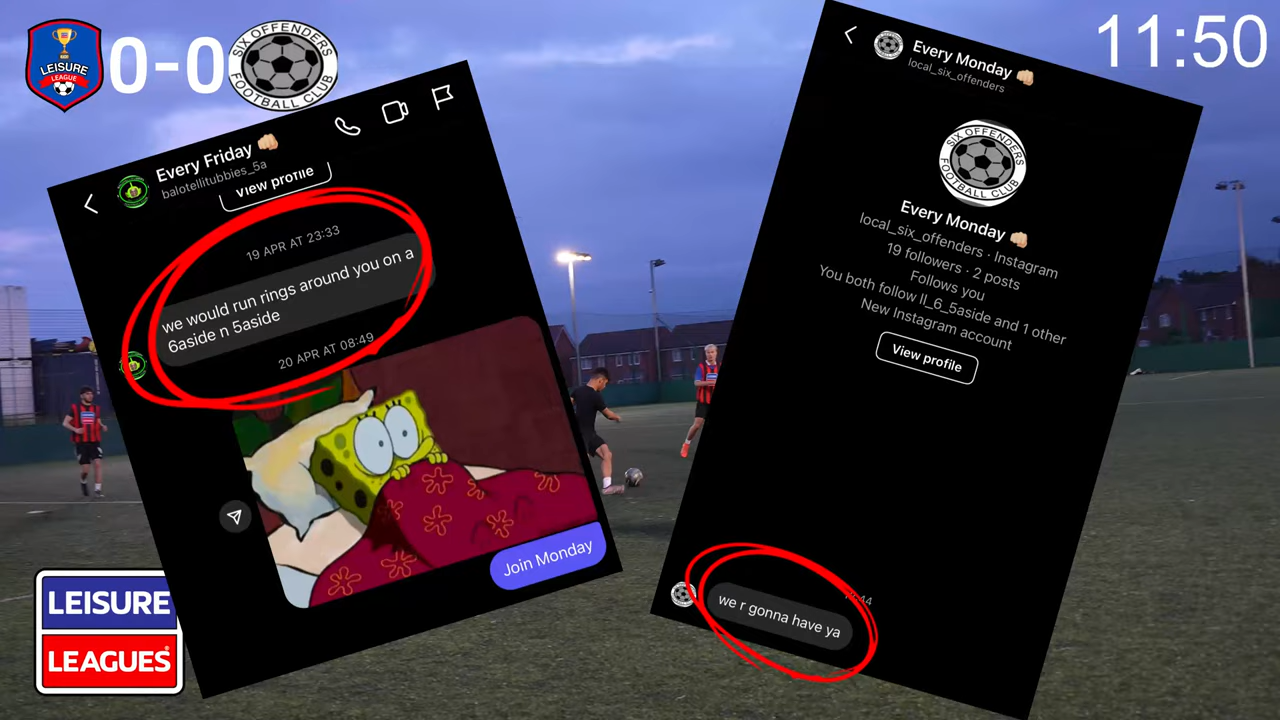 LEISURE
LEAGUE
0-0
SIX OFFENDERS
FOOTBALL CLUB
11:50
Every Friday 👊🏻
balotellitubbies_5a
View profile
19 APR AT 23:33
we would run rings around you on a
6aside n 5aside
20 APR AT 08:49
Join Monday
Every Monday 👊🏻
local_six_offenders
SIX OFFENDERS
FOOTBALL CLUB
Every Monday 👊🏻
local_six_offenders · Instagram
19 followers · 2 posts
Follows you
You both follow ll_6_5aside and 1 other
New Instagram account
View profile
we r gonna have ya
LEISURE
LEAGUES